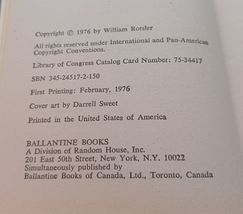 Copyright © 1976 by William Rotsler
All rights reserved under International and Pan-American
Copyright Conventions.
Library of Congress Catalog Card Number: 75-34417
SBN 345-24517-2-150
First Printing: February, 1976
Cover art by Darrell Sweet
Printed in the United States of America
BALLANTINE BOOKS
A Division of Random House, Inc.
201 East 50th Street, New York, N.Y. 10022
Simultaneously published by
Ballantine Books of Canada, Ltd., Toronto, Canada